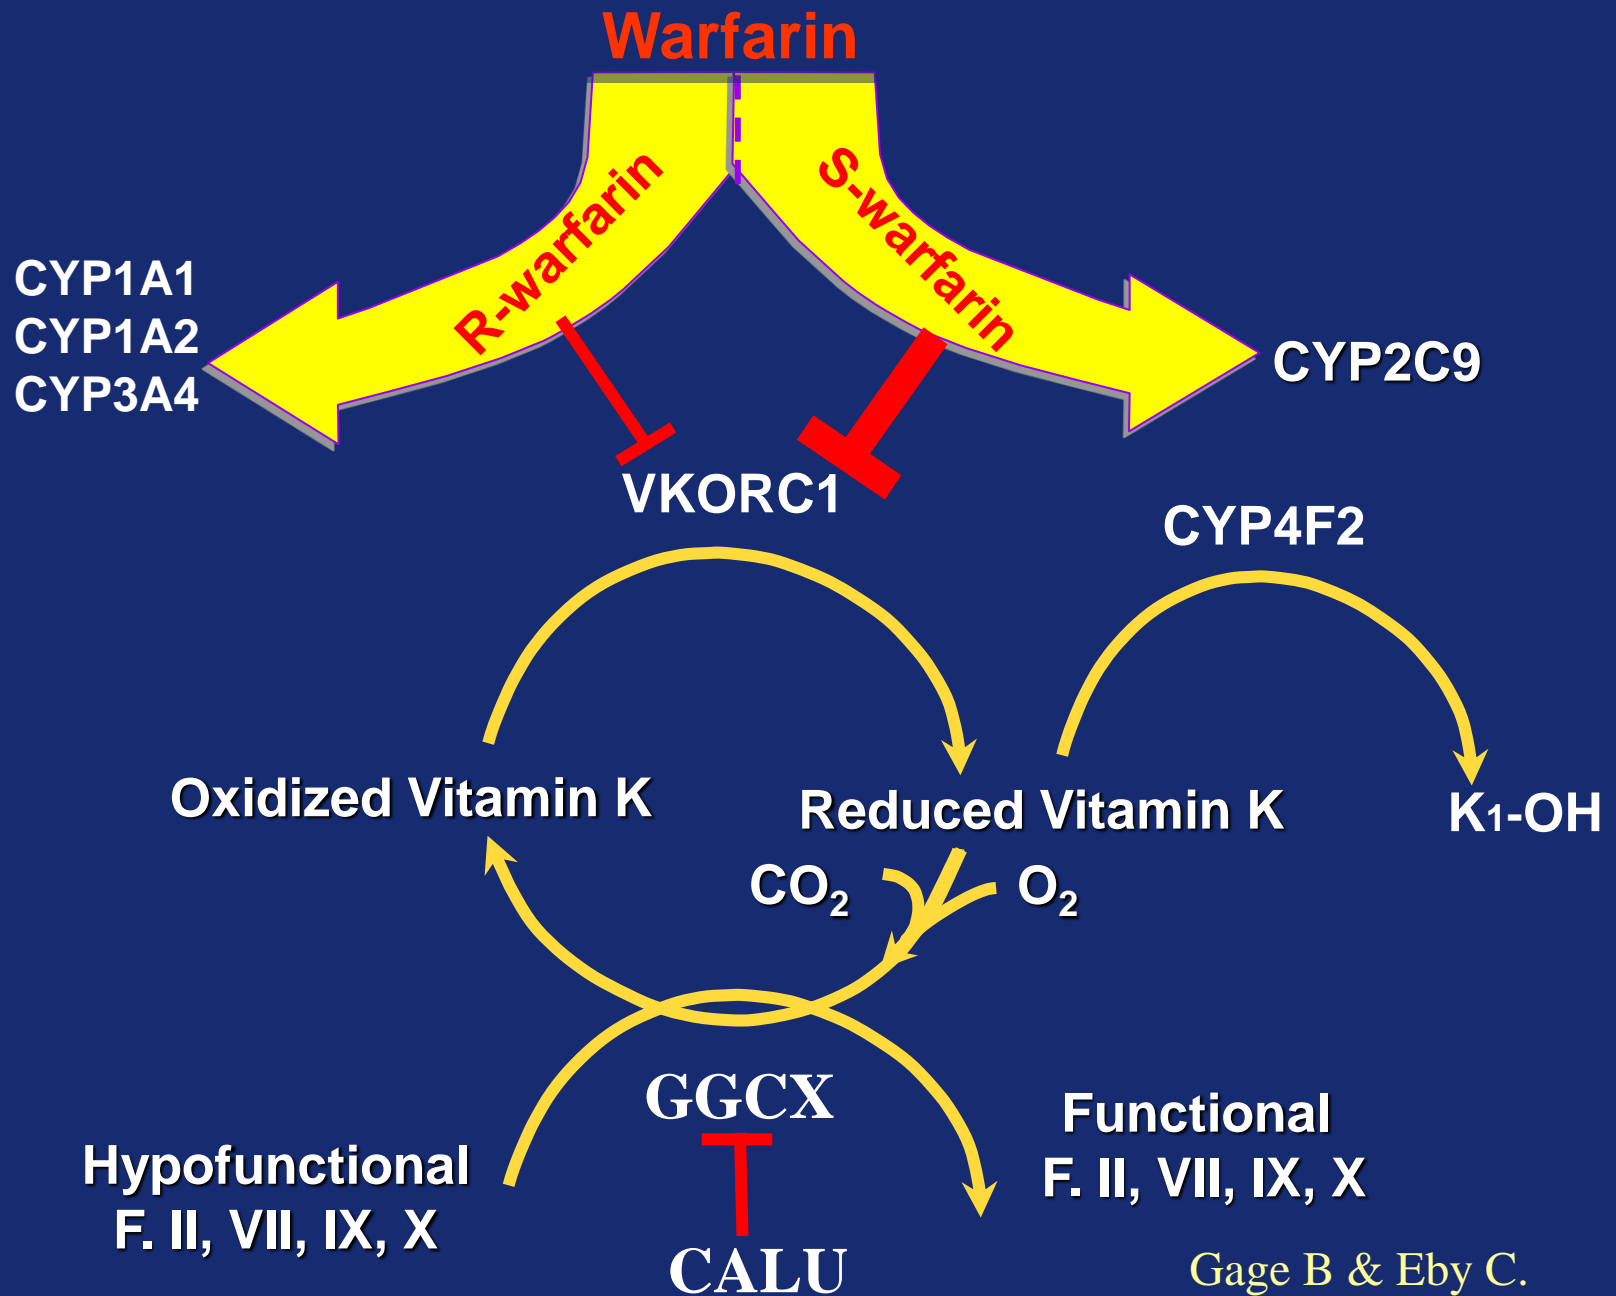 Warfarin
R-warfarin
S-warfarin
CYP1A1
CYP1A2
CYP3A4
CYP2C9
VKORC1
CYP4F2
Oxidized Vitamin K
Reduced Vitamin K
K1-OH
CO2
O2
GGCX
Hypofunctional
F. II, VII, IX, X
Functional
F. II, VII, IX, X
CALU
Gage B & Eby C.